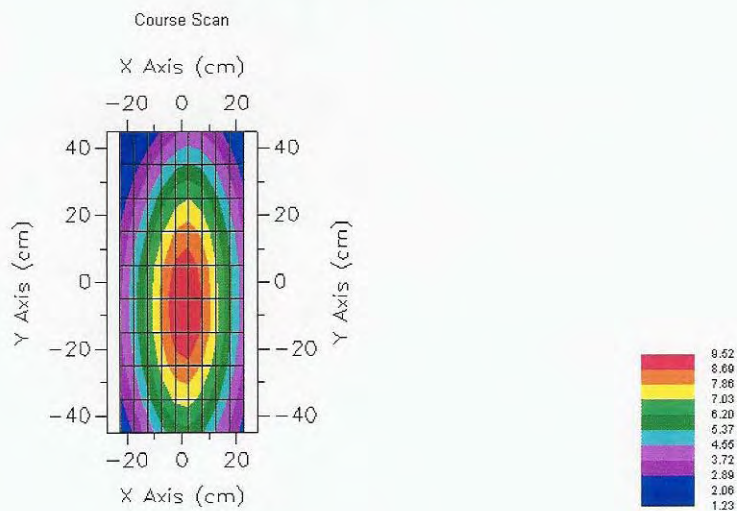 Course Scan
X Axis (cm)
−20 0 20
40 40
20 20
0 0
−20 −20
−40 −40
Y Axis (cm)
Y Axis (cm)
−20 0 20
X Axis (cm)
9.52
8.69
7.86
7.03
6.20
5.37
4.55
3.72
2.89
2.06
1.23